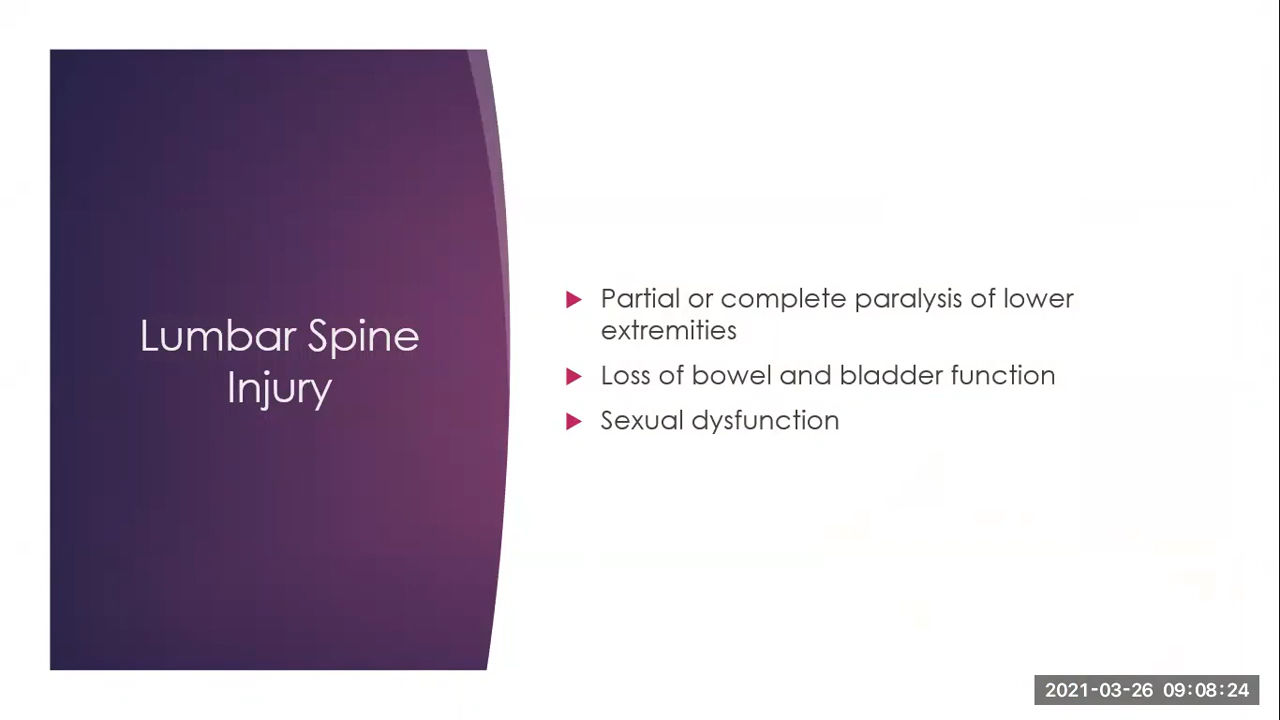 Lumbar Spine
Injury
Partial or complete paralysis of lower
extremities
Loss of bowel and bladder function
Sexual dysfunction
2021-03-26 09:08:24